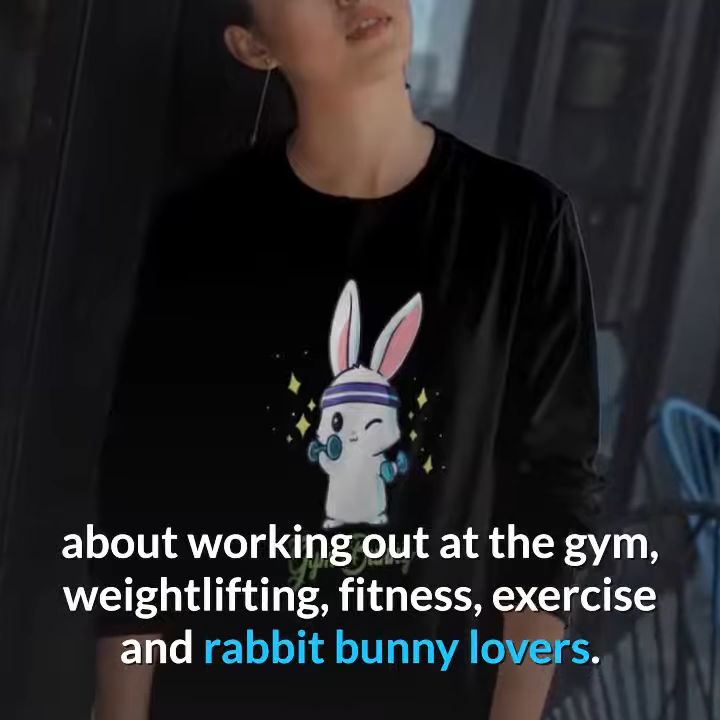 about working out at the gym,
weightlifting, fitness, exercise
and rabbit bunny lovers.